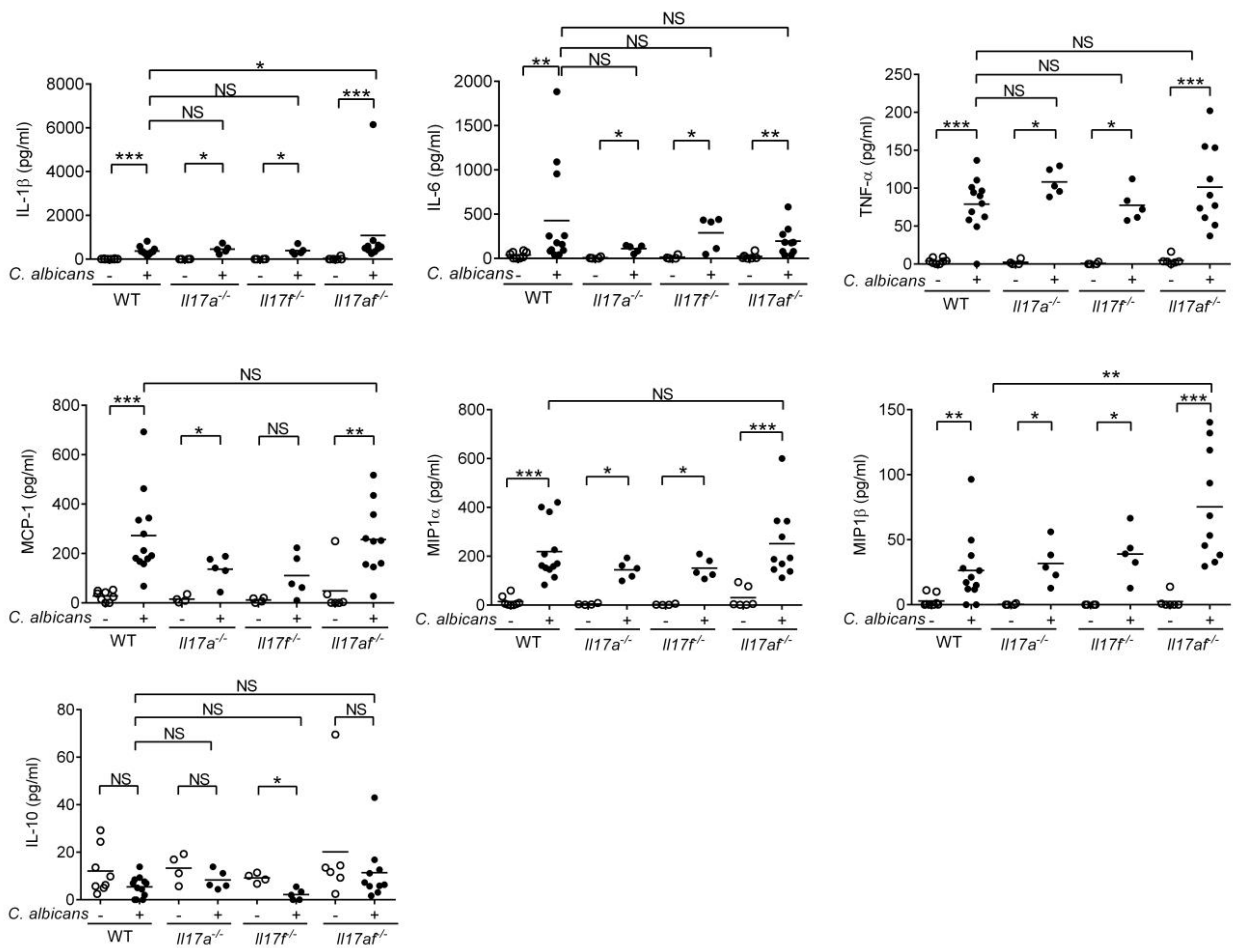 NS
*
NS
NS
***
***
*
*
8000
6000
4000
2000
0
IL-1β (pg/ml)
C. albicans - + - + - + - +
WT Il17a-/- Il17f-/- Il17af-/-
NS
NS
NS
**
*
*
**
2000
1500
1000
500
0
IL-6 (pg/ml)
C. albicans - + - + - + - +
WT Il17a-/- Il17f-/- Il17af-/-
NS
NS
NS
***
***
*
*
250
200
150
100
50
0
TNF-α (pg/ml)
C. albicans - + - + - + - +
WT Il17a-/- Il17f-/- Il17af-/-
NS
***
*
NS
**
800
600
400
200
0
MCP-1 (pg/ml)
C. albicans - + - + - + - +
WT Il17a-/- Il17f-/- Il17af-/-
NS
***
***
*
*
800
600
400
200
0
MIP1α (pg/ml)
C. albicans - + - + - + - +
WT Il17a-/- Il17f-/- Il17af-/-
**
***
**
*
*
150
100
50
0
MIP1β (pg/ml)
C. albicans - + - + - + - +
WT Il17a-/- Il17f-/- Il17af-/-
NS
NS
NS
NS
NS
NS
*
80
60
40
20
0
IL-10 (pg/ml)
C. albicans - + - + - + - +
WT Il17a-/- Il17f-/- Il17af-/-